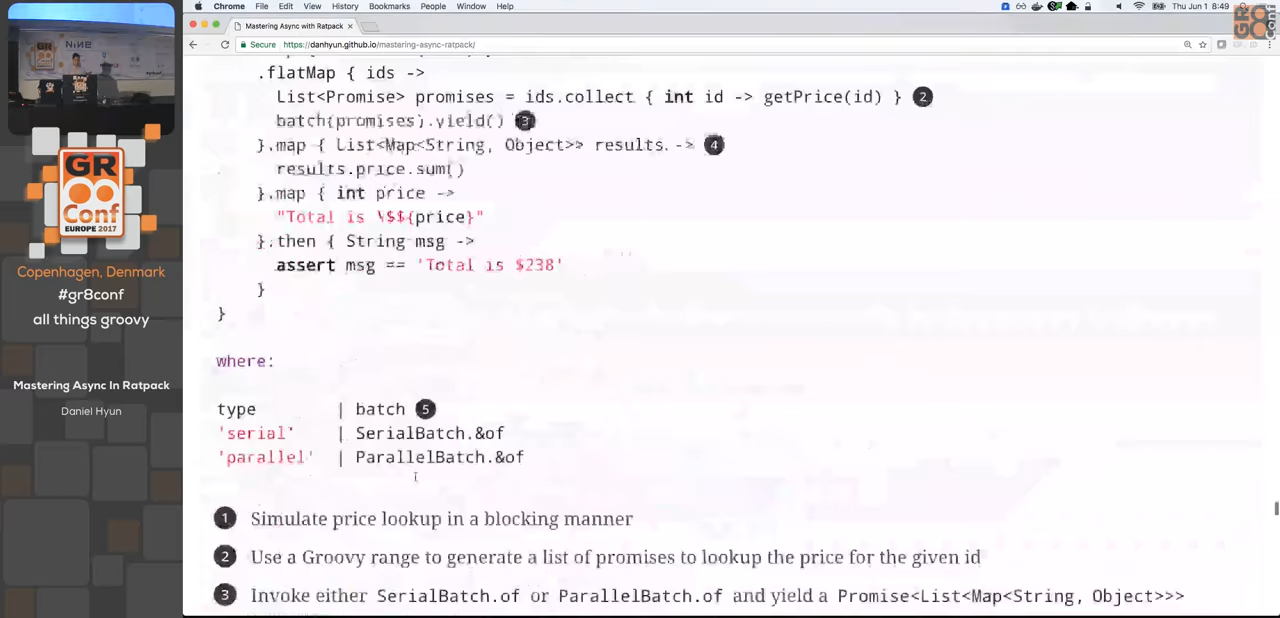 Chrome File Edit View History Bookmarks People Window Help
Thu Jun 1 8:49
Mastering Async with Ratpack
Secure https://danhyun.github.io/mastering-async-ratpack/
.flatMap { ids ->
List<Promise> promises = ids.collect { int id -> getPrice(id) } 2
batch(promises).yield() 3
}.map { List<Map<String, Object>> results -> 4
results.price.sum()
}.map { int price ->
"Total is \$${price}"
}.then { String msg ->
assert msg == 'Total is $238'
}
}
where:
type | batch 5
'serial' | SerialBatch.&of
'parallel' | ParallelBatch.&of
1 Simulate price lookup in a blocking manner
2 Use a Groovy range to generate a list of promises to lookup the price for the given id
3 Invoke either SerialBatch.of or ParallelBatch.of and yield a Promise<List<Map<String, Object>>>
GR
Conf
EUROPE 2017
Copenhagen, Denmark
#gr8conf
all things groovy
Mastering Async In Ratpack
Daniel Hyun